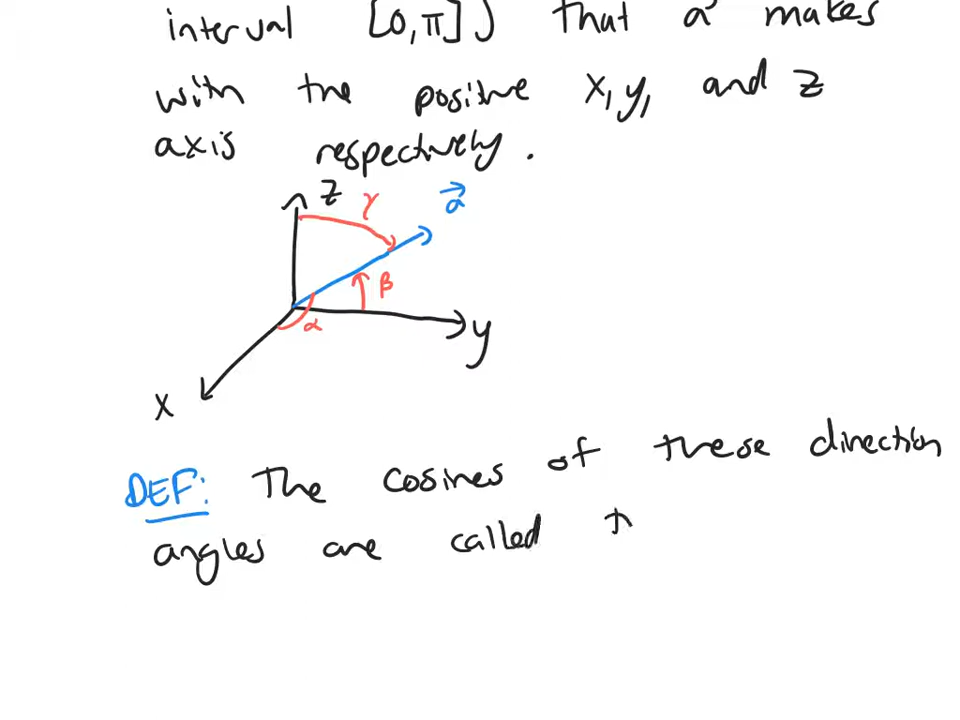 interval [0,π]) that a makes
with the positive x, y, and z
axis respectively.
z
γ
a
β
α
y
x
DEF: The cosines of these direction
angles are called